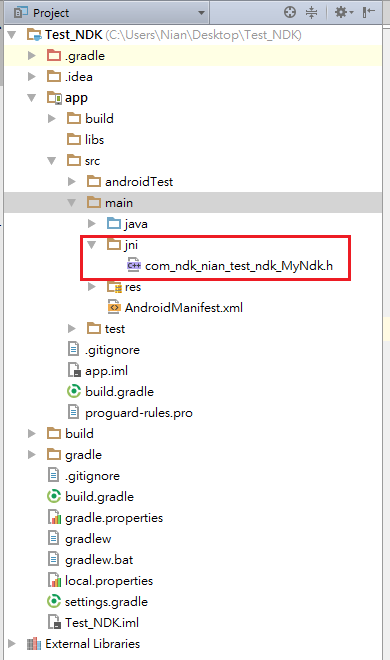 Project
Test_NDK (C:\Users\Nian\Desktop\Test_NDK)
.gradle
.idea
app
build
libs
src
androidTest
main
java
jni
com_ndk_nian_test_ndk_MyNdk.h
res
AndroidManifest.xml
test
.gitignore
app.iml
build.gradle
proguard-rules.pro
build
gradle
.gitignore
build.gradle
gradle.properties
gradlew
gradlew.bat
local.properties
settings.gradle
Test_NDK.iml
External Libraries